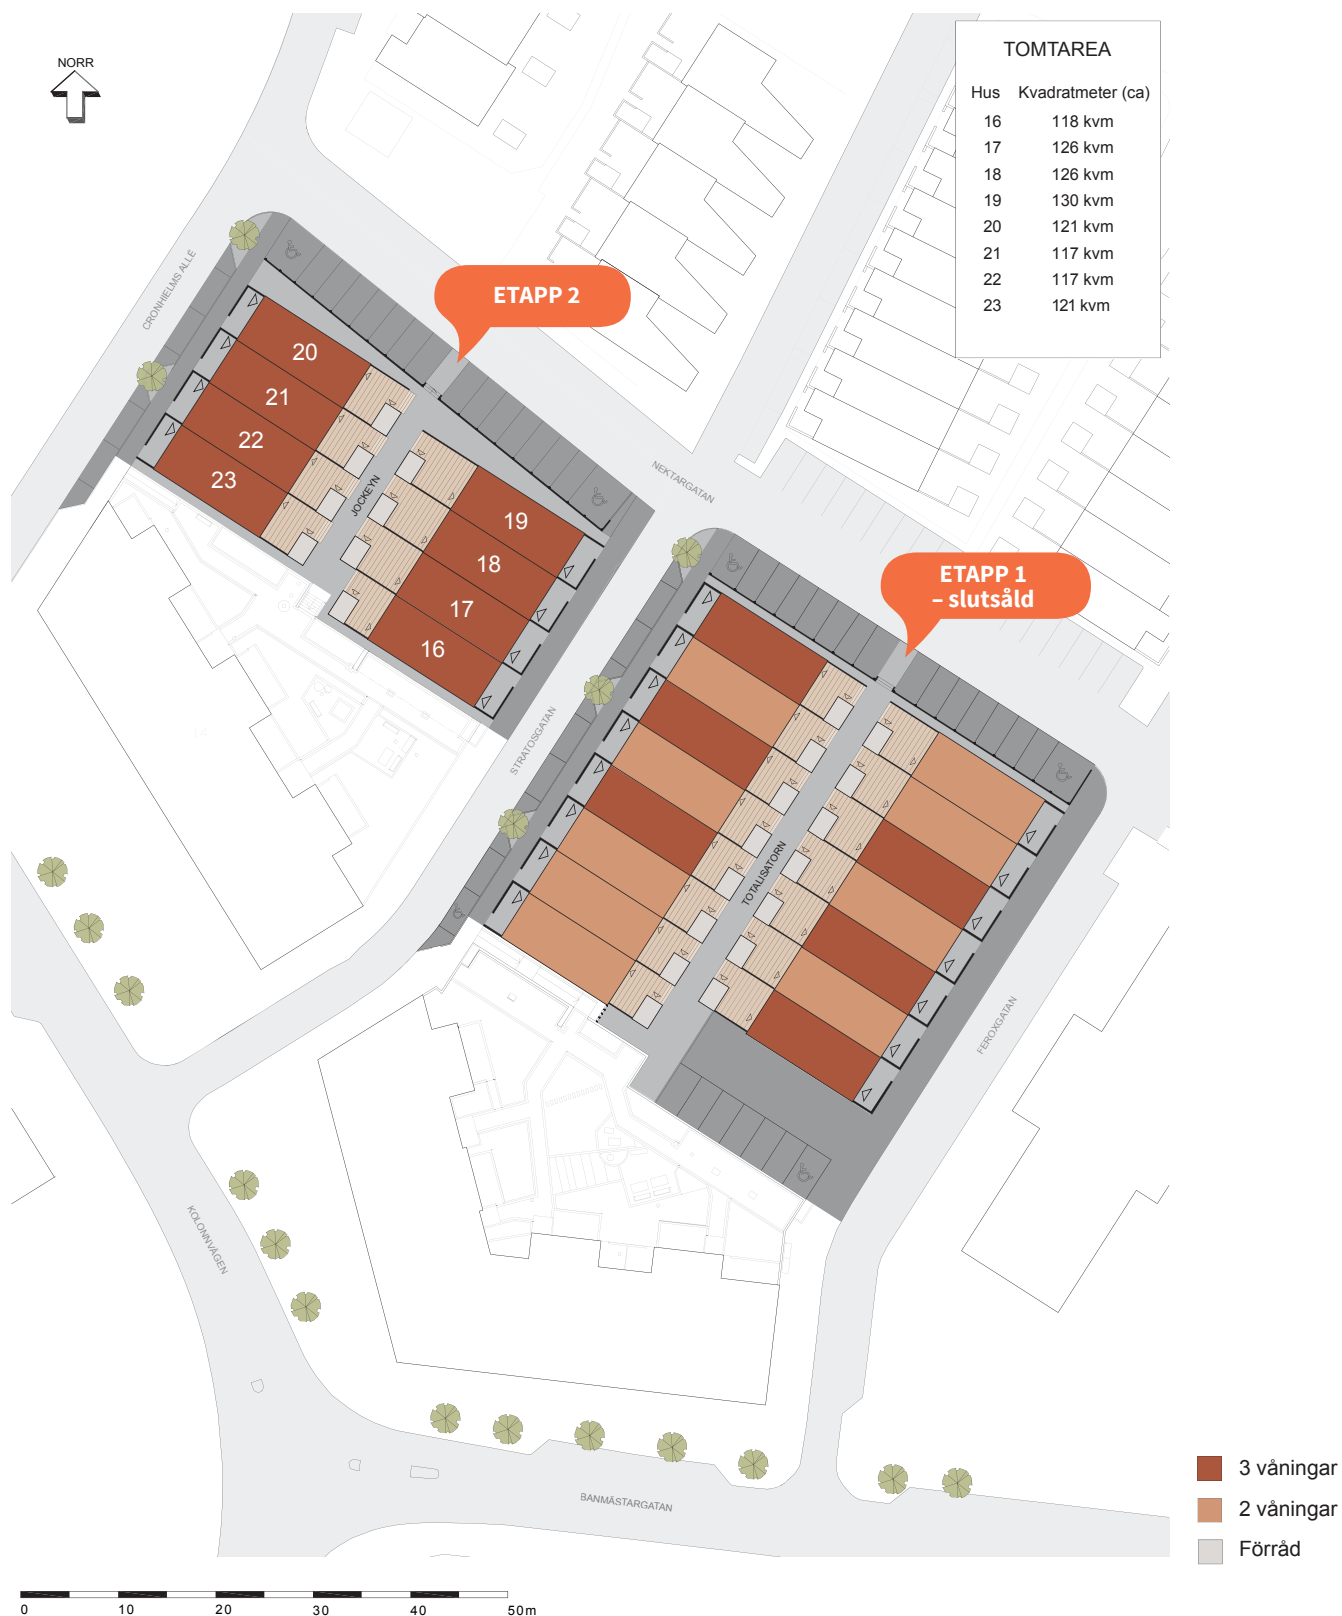 NORR
TOMTAREA
Hus Kvadratmeter (ca)
16 118 kvm
17 126 kvm
18 126 kvm
19 130 kvm
20 121 kvm
21 117 kvm
22 117 kvm
23 121 kvm
CRONHIELMS ALLÉ
ETAPP 2
20
21
22
23
JOCKEYN
19
18
17
16
NEKTARGATAN
STRATOSGATAN
ETAPP 1
– slutsåld
TOTALISATORN
FEROXGATAN
KOLONNVÄGEN
BANMÄSTARGATAN
3 våningar
2 våningar
Förråd
0 10 20 30 40 50m